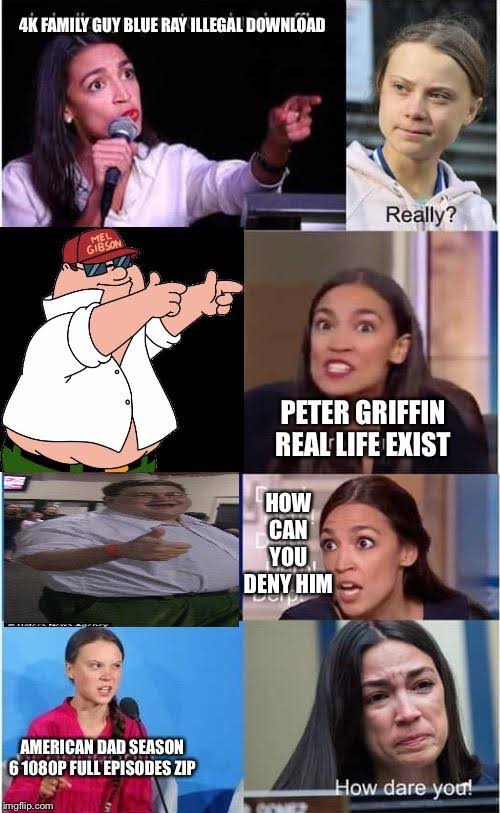 4K FAMILY GUY BLUE RAY ILLEGAL DOWNLOAD
Really?
MEL
GIBSON
PETER GRIFFIN
REAL LIFE EXIST
HOW
CAN
YOU
DENY HIM
AMERICAN DAD SEASON
6 1080P FULL EPISODES ZIP
How dare you!
imgflip.com